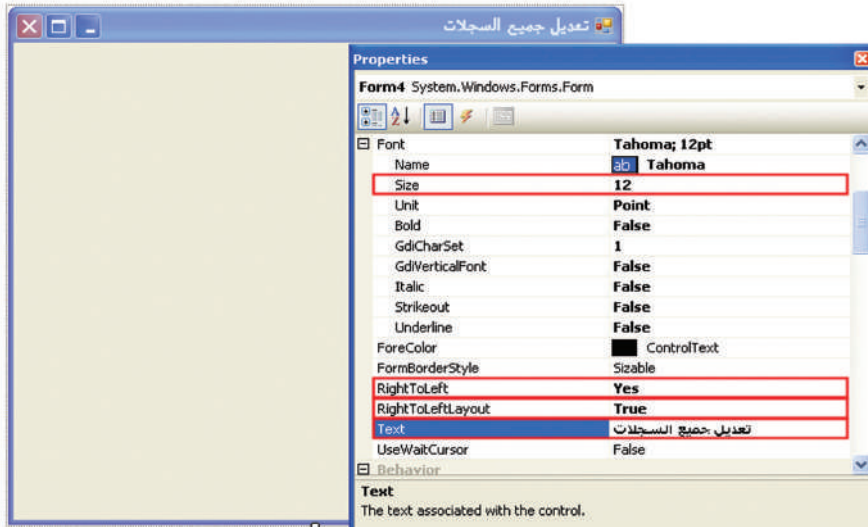 تعديل جميع السجلات
Properties
Form4 System.Windows.Forms.Form
Font Tahoma; 12pt
Name ab Tahoma
Size 12
Unit Point
Bold False
GdiCharSet 1
GdiVerticalFont False
Italic False
Strikeout False
Underline False
ForeColor ControlText
FormBorderStyle Sizable
RightToLeft Yes
RightToLeftLayout True
Text تعديل جميع السجلات
UseWaitCursor False
Behavior
Text
The text associated with the control.